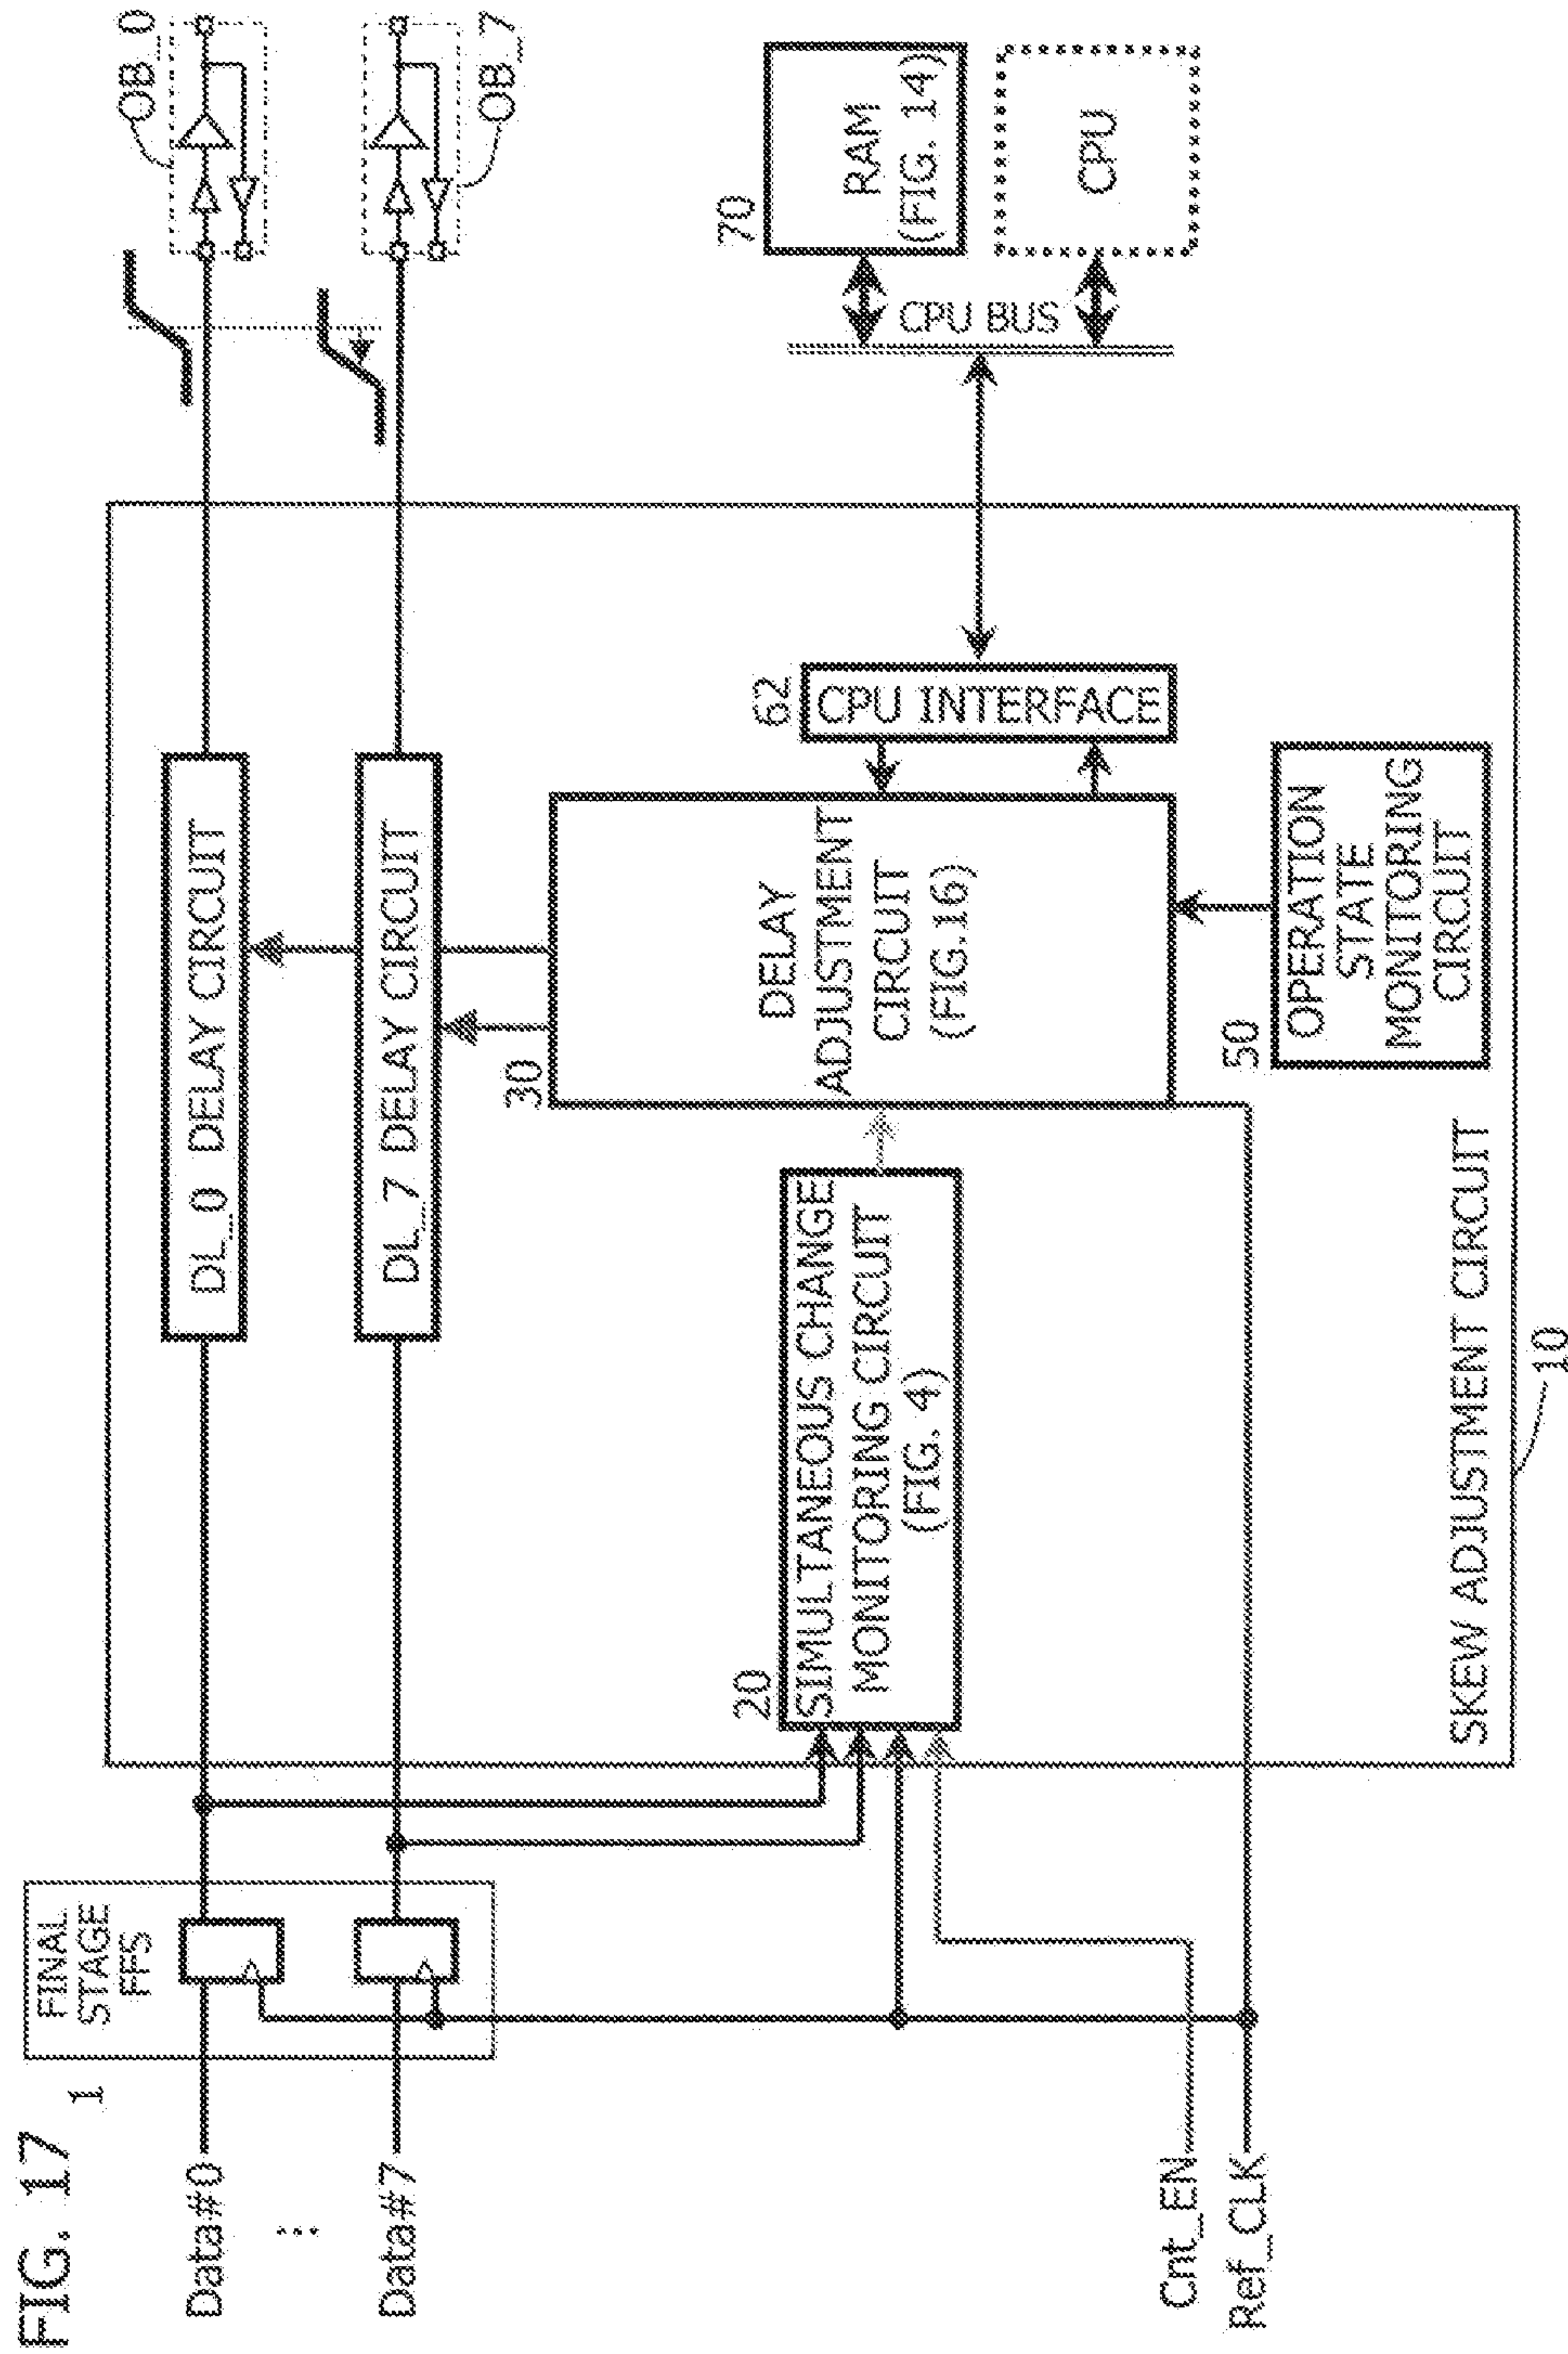 FIG. 17
1
FINAL
STAGE
FFS
Data#0
...
Data#7
Cnt_EN
Ref_CLK
DL_0 DELAY CIRCUIT
DL_7 DELAY CIRCUIT
OB_0
OB_7
20
SIMULTANEOUS CHANGE
MONITORING CIRCUIT
(FIG. 4)
30
DELAY
ADJUSTMENT
CIRCUIT
(FIG.16)
62
CPU INTERFACE
CPU BUS
70
RAM
(FIG. 14)
CPU
50
OPERATION
STATE
MONITORING
CIRCUIT
SKEW ADJUSTMENT CIRCUIT
10